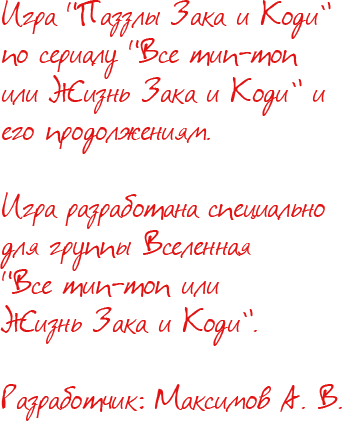 Игра "Паззлы Зака и Коди"
по сериалу "Все тип-топ
или Жизнь Зака и Коди" и
его продолжениям.
Игра разработана специально
для группы Вселенная
"Все тип-топ или
Жизнь Зака и Коди".
Разработчик: Максимов А. В.